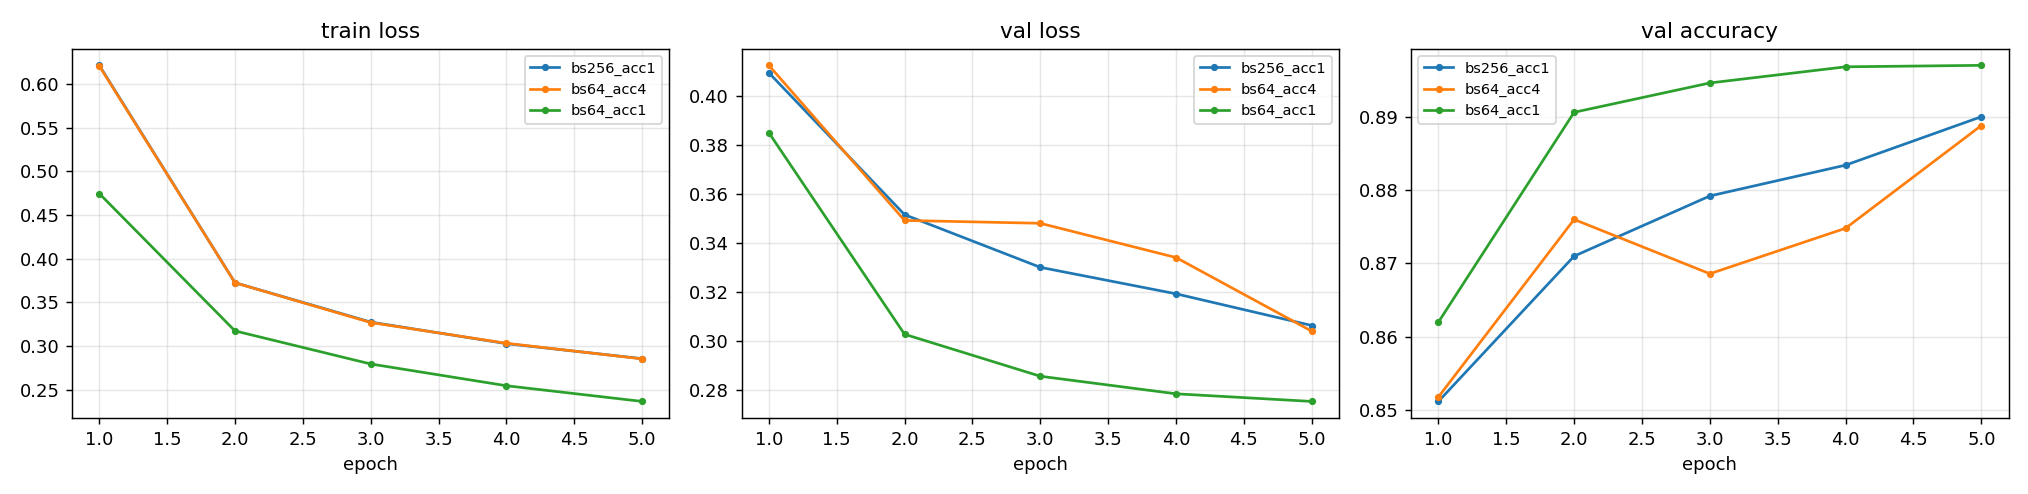 train loss
bs256_acc1
bs64_acc4
bs64_acc1
0.60
0.55
0.50
0.45
0.40
0.35
0.30
0.25
1.0 1.5 2.0 2.5 3.0 3.5 4.0 4.5 5.0
epoch
val loss
bs256_acc1
bs64_acc4
bs64_acc1
0.40
0.38
0.36
0.34
0.32
0.30
0.28
1.0 1.5 2.0 2.5 3.0 3.5 4.0 4.5 5.0
epoch
val accuracy
bs256_acc1
bs64_acc4
bs64_acc1
0.89
0.88
0.87
0.86
0.85
1.0 1.5 2.0 2.5 3.0 3.5 4.0 4.5 5.0
epoch